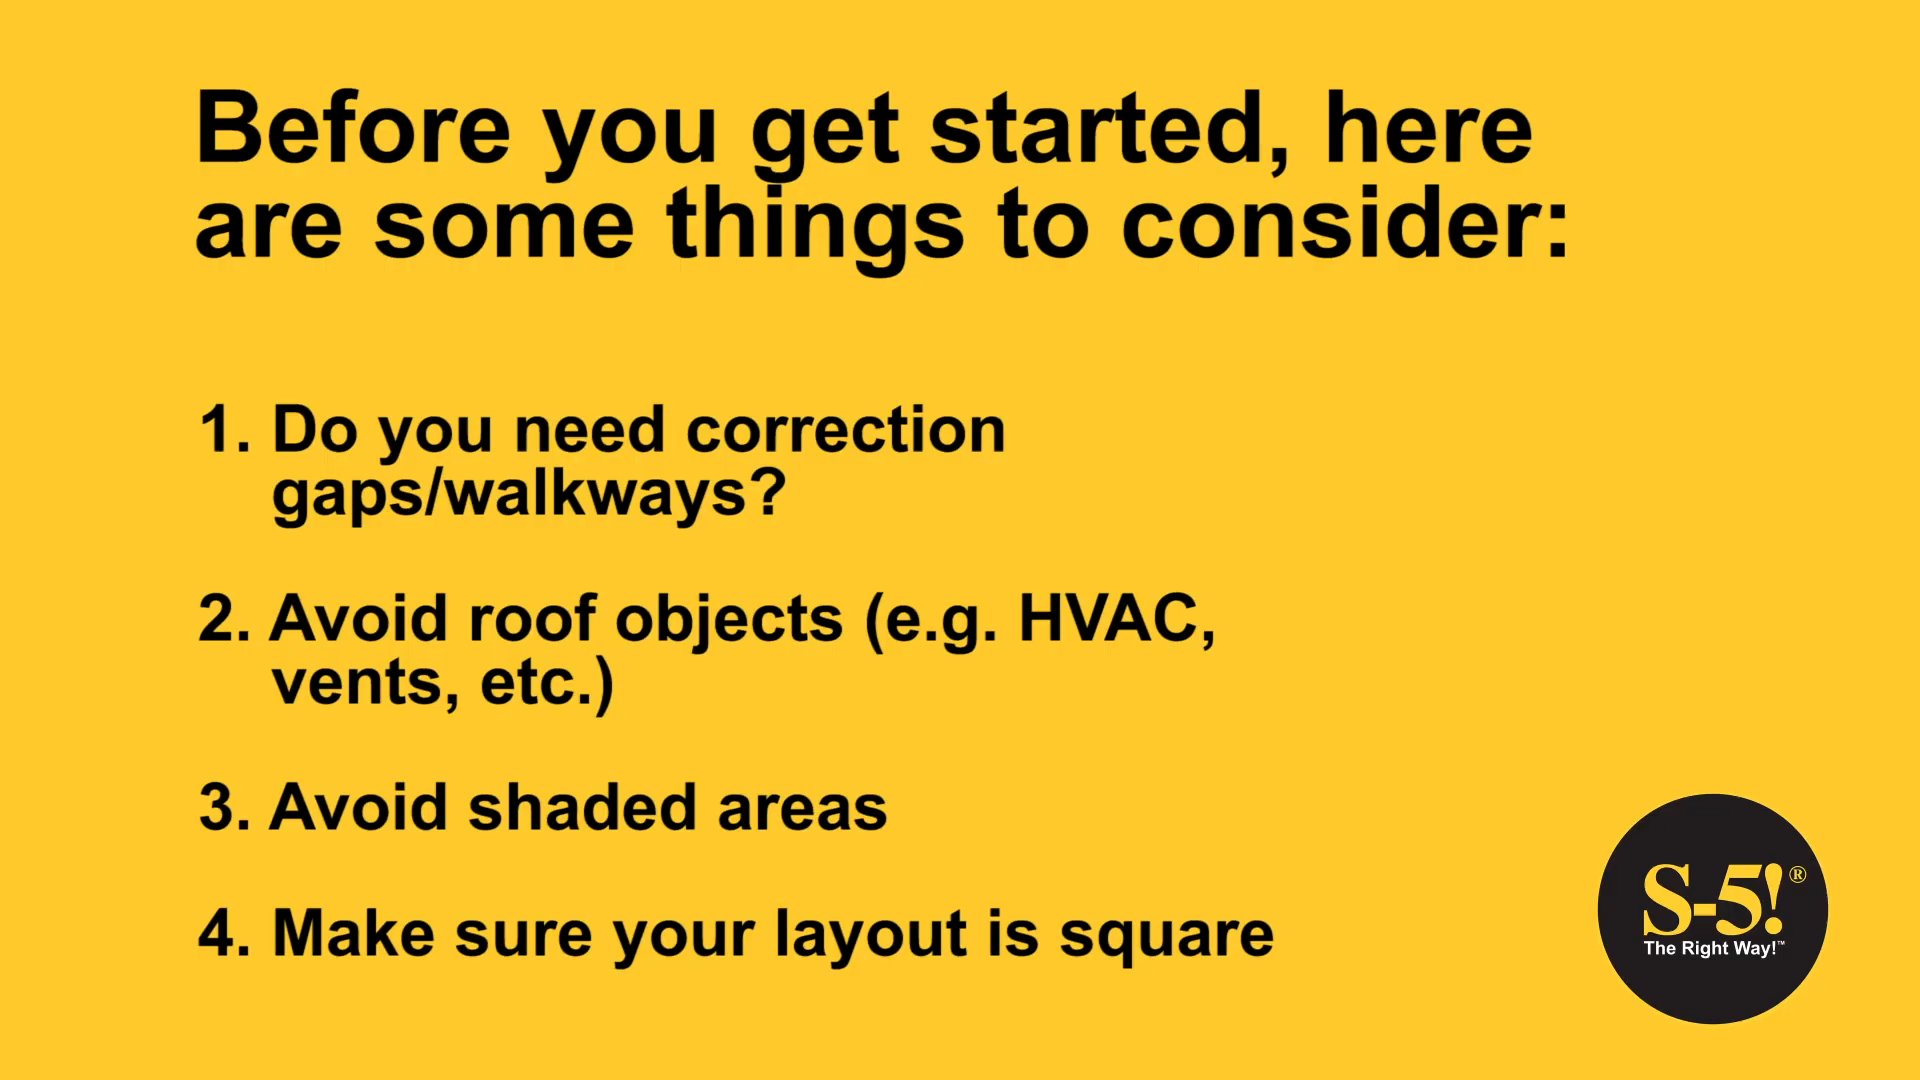 Before you get started, here
are some things to consider:
1. Do you need correction
gaps/walkways?
2. Avoid roof objects (e.g. HVAC,
vents, etc.)
3. Avoid shaded areas
4. Make sure your layout is square
S-5!®
The Right Way!™